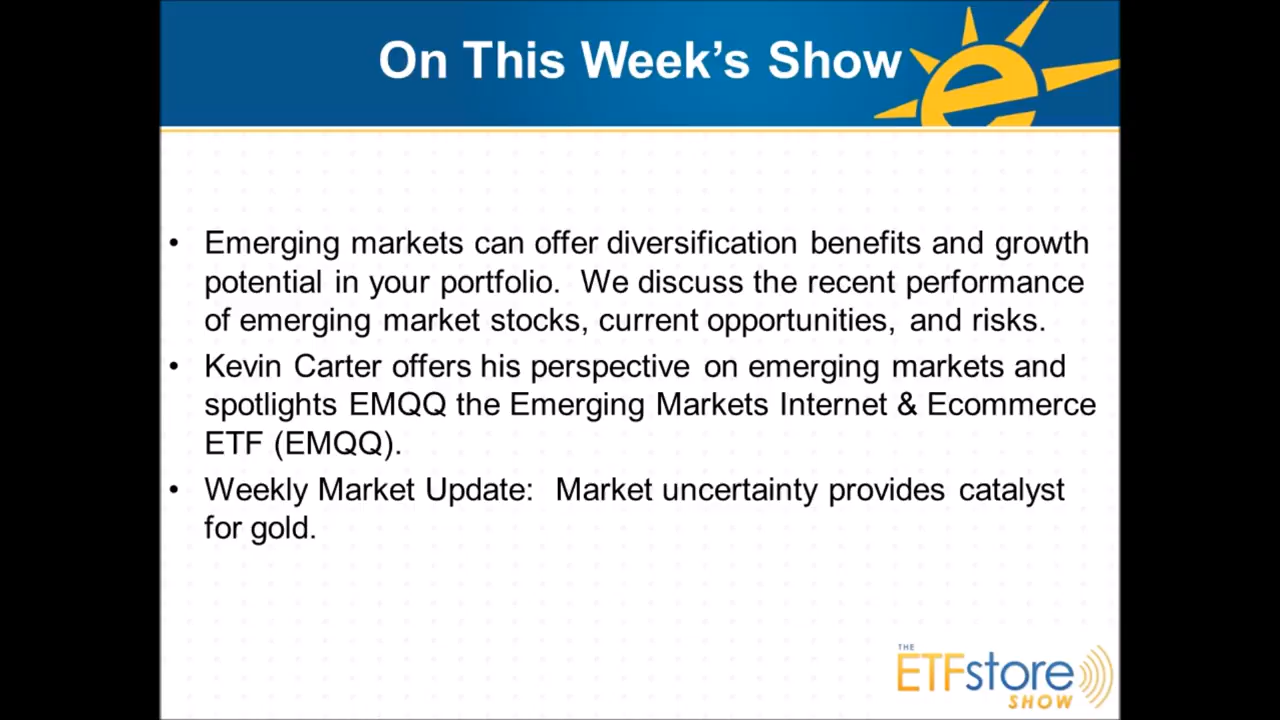 On This Week's Show
• Emerging markets can offer diversification benefits and growth
potential in your portfolio.  We discuss the recent performance
of emerging market stocks, current opportunities, and risks.
• Kevin Carter offers his perspective on emerging markets and
spotlights EMQQ the Emerging Markets Internet & Ecommerce
ETF (EMQQ).
• Weekly Market Update:  Market uncertainty provides catalyst
for gold.
THE
ETFstore
SHOW